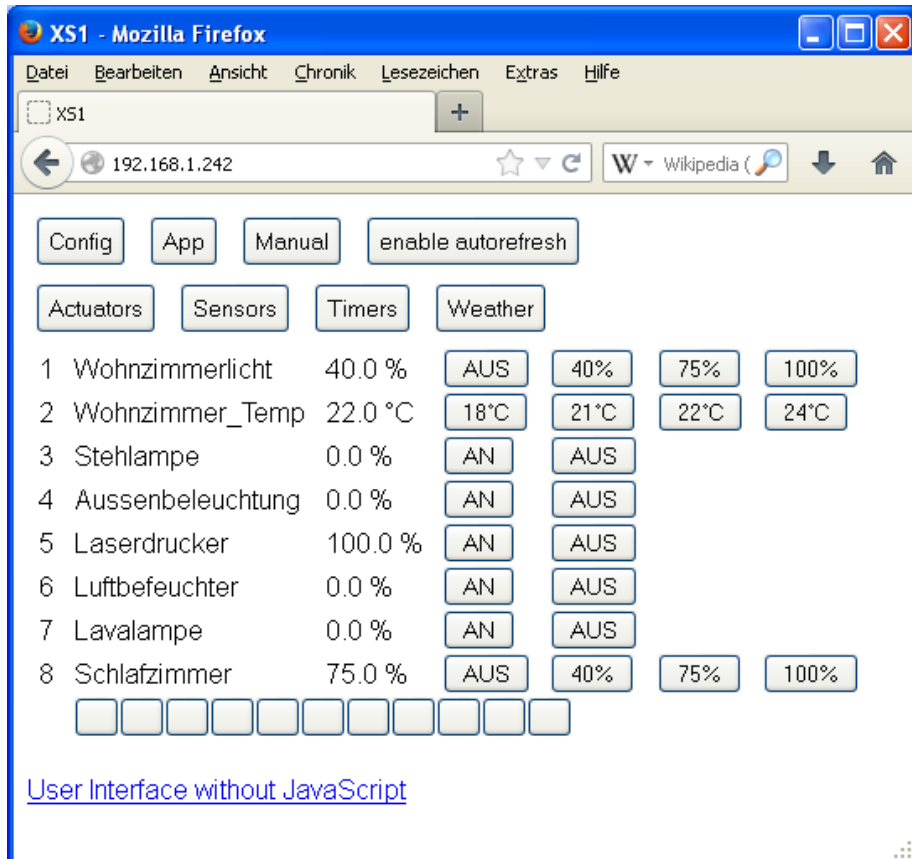 XS1 - Mozilla Firefox
Datei Bearbeiten Ansicht Chronik Lesezeichen Extras Hilfe
XS1 +
192.168.1.242 W Wikipedia (
Config App Manual enable autorefresh
Actuators Sensors Timers Weather
1 Wohnzimmerlicht 40.0 % AUS 40% 75% 100%
2 Wohnzimmer_Temp 22.0 °C 18°C 21°C 22°C 24°C
3 Stehlampe 0.0 % AN AUS
4 Aussenbeleuchtung 0.0 % AN AUS
5 Laserdrucker 100.0 % AN AUS
6 Luftbefeuchter 0.0 % AN AUS
7 Lavalampe 0.0 % AN AUS
8 Schlafzimmer 75.0 % AUS 40% 75% 100%
User Interface without JavaScript